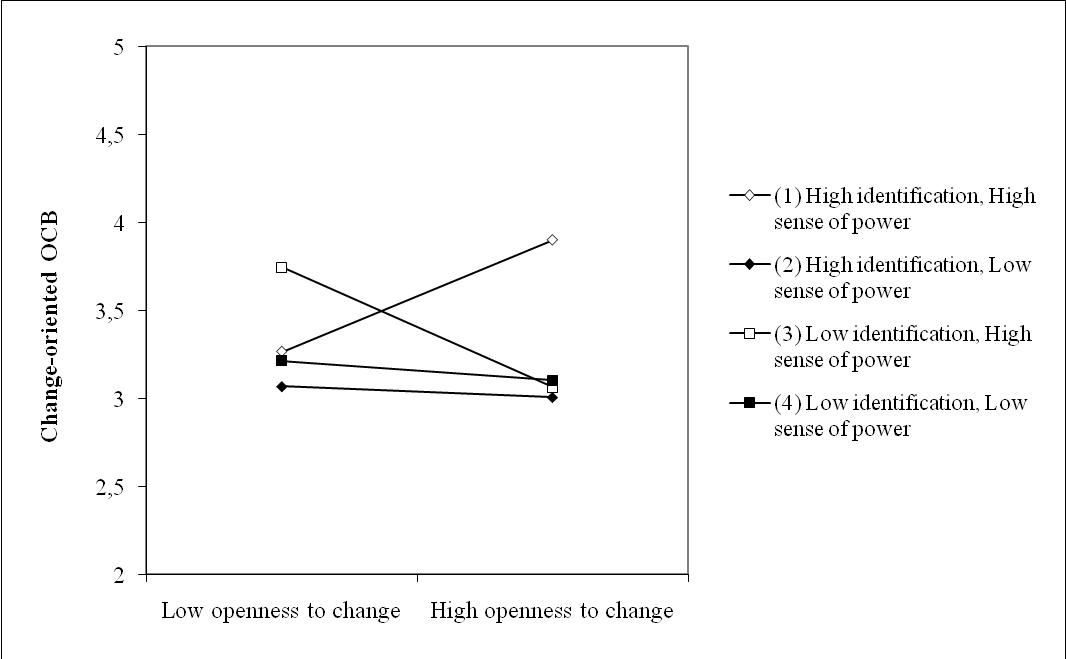 5
4,5
4
3,5
3
2,5
2
Change-oriented OCB
Low openness to change
High openness to change
(1) High identification, High
sense of power
(2) High identification, Low
sense of power
(3) Low identification, High
sense of power
(4) Low identification, Low
sense of power